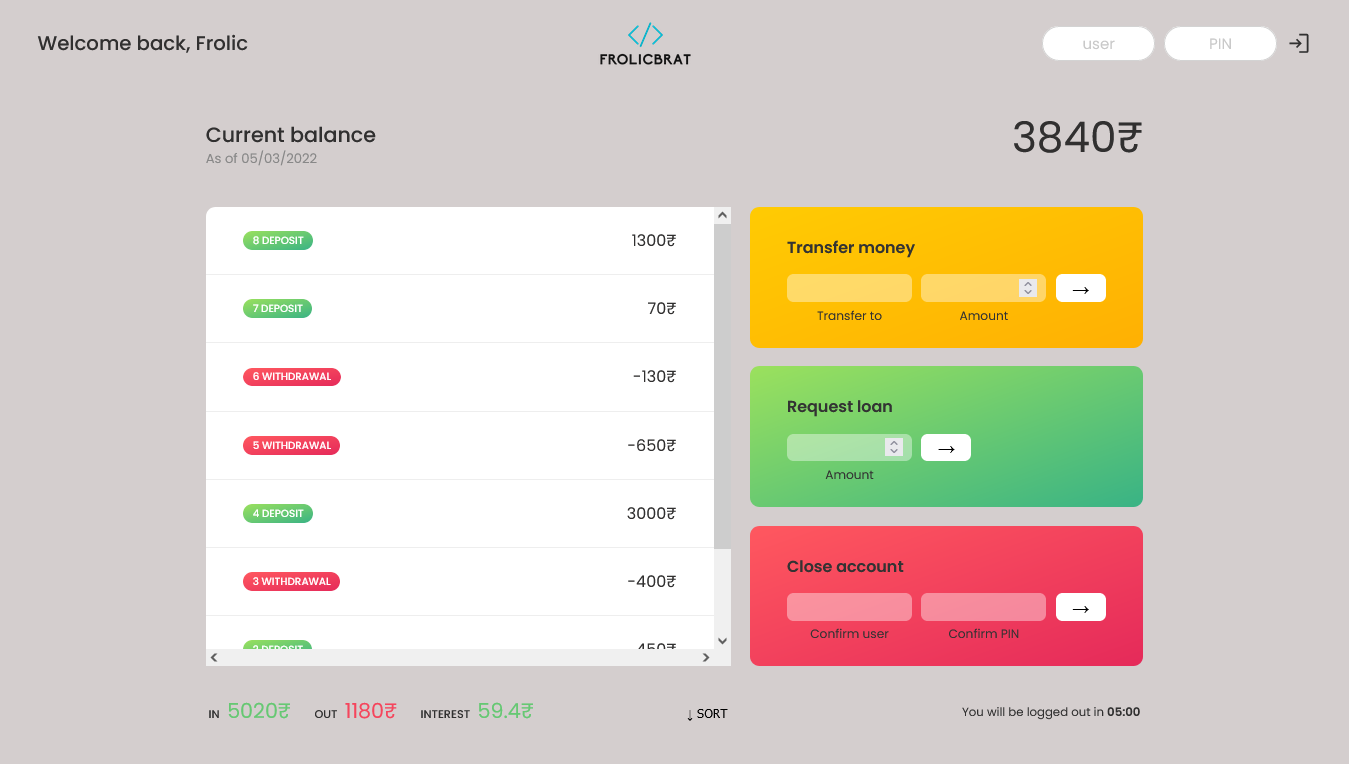 Welcome back, Frolic
</>
FROLICBRAT
user
PIN
Current balance
As of 05/03/2022
3840₹
8 DEPOSIT
1300₹
7 DEPOSIT
70₹
6 WITHDRAWAL
-130₹
5 WITHDRAWAL
-650₹
4 DEPOSIT
3000₹
3 WITHDRAWAL
-400₹
2 DEPOSIT
450₹
Transfer money
→
Transfer to
Amount
Request loan
→
Amount
Close account
→
Confirm user
Confirm PIN
IN 5020₹ OUT 1180₹ INTEREST 59.4₹
↓ SORT
You will be logged out in 05:00